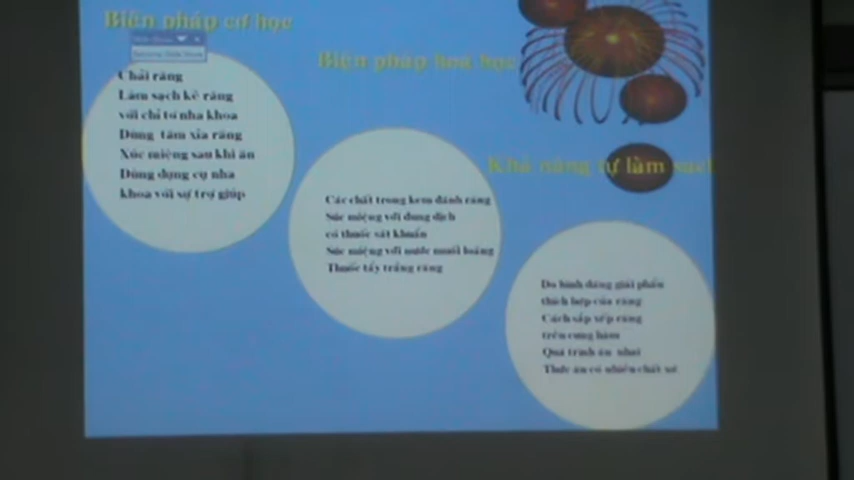 Biện pháp cơ học
Chải răng
Làm sạch kẽ răng
với chỉ tơ nha khoa
Dùng tăm xỉa răng
Xúc miệng sau khi ăn
Dùng dụng cụ nha
khoa với sự trợ giúp
Biện pháp hoá học
Các chất trong kem đánh răng
Súc miệng với dung dịch
có thuốc sát khuẩn
Súc miệng với nước muối loãng
Thuốc tẩy trắng răng
Khả năng tự làm sạch
Do hình dáng giải phẫu
thích hợp của răng
Cách sắp xếp răng
trên cung hàm
Quá trình ăn nhai
Thức ăn có nhiều chất xơ